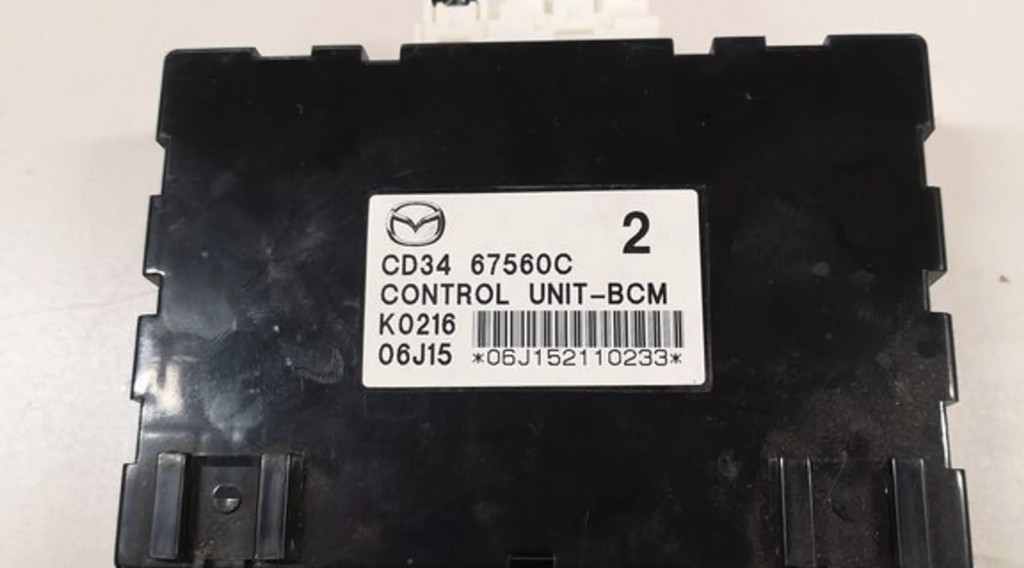 2
CD34 67560C
CONTROL UNIT-BCM
K0216
06J15 *06J152110233*